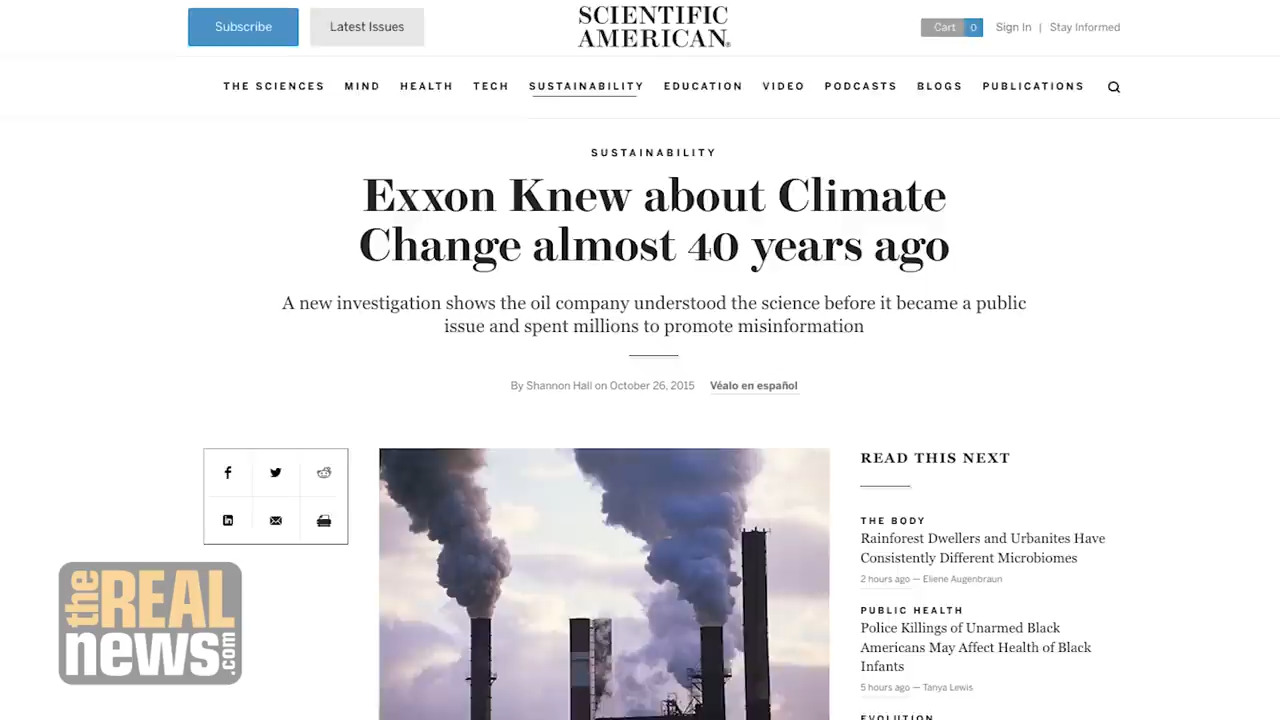 Subscribe
Latest Issues
SCIENTIFIC
AMERICAN®
Cart 0
Sign In | Stay Informed
THE SCIENCES MIND HEALTH TECH SUSTAINABILITY EDUCATION VIDEO PODCASTS BLOGS PUBLICATIONS
SUSTAINABILITY
Exxon Knew about Climate
Change almost 40 years ago
A new investigation shows the oil company understood the science before it became a public
issue and spent millions to promote misinformation
By Shannon Hall on October 26, 2015 Véalo en español
READ THIS NEXT
THE BODY
Rainforest Dwellers and Urbanites Have
Consistently Different Microbiomes
2 hours ago — Eliene Augenbraun
PUBLIC HEALTH
Police Killings of Unarmed Black
Americans May Affect Health of Black
Infants
5 hours ago — Tanya Lewis
EVOLUTION
the REAL
news.com